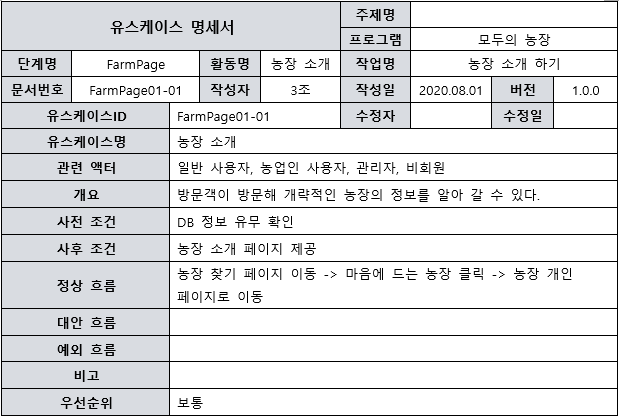 유스케이스 명세서
주제명
프로그램 모두의 농장
단계명 FarmPage 활동명 농장 소개 작업명 농장 소개 하기
문서번호 FarmPage01-01 작성자 3조 작성일 2020.08.01 버전 1.0.0
유스케이스ID FarmPage01-01 수정자 수정일
유스케이스명 농장 소개
관련 액터 일반 사용자, 농업인 사용자, 관리자, 비회원
개요 방문객이 방문해 개략적인 농장의 정보를 알아 갈 수 있다.
사전 조건 DB 정보 유무 확인
사후 조건 농장 소개 페이지 제공
정상 흐름 농장 찾기 페이지 이동 -> 마음에 드는 농장 클릭 -> 농장 개인
페이지로 이동
대안 흐름
예외 흐름
비고
우선순위 보통